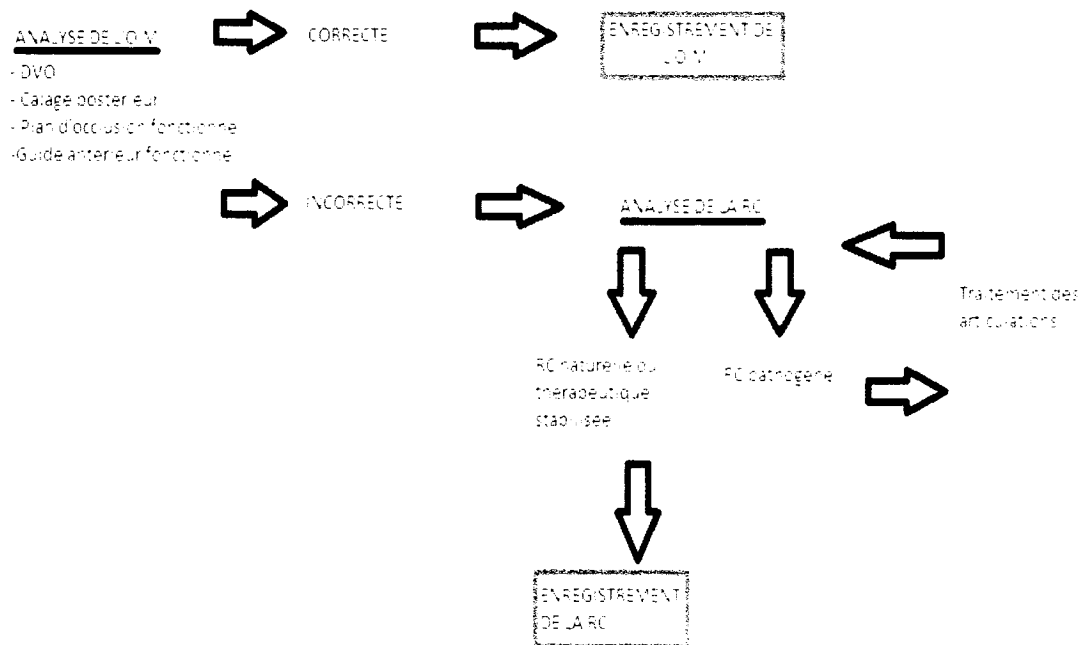 ANALYSE DE L'OIM
CORRECTE
ENREGISTREMENT DE
L'OIM
- DVO
- Calage postérieur
- Plan d'occlusion fonctionnel
-Guide antérieur fonctionnel
INCORRECTE
ANALYSE DE LA RC
Traitement des
articulations
RC naturelle ou
thérapeutique
stabilisée
RC pathogène
ENREGISTREMENT
DE LA RC